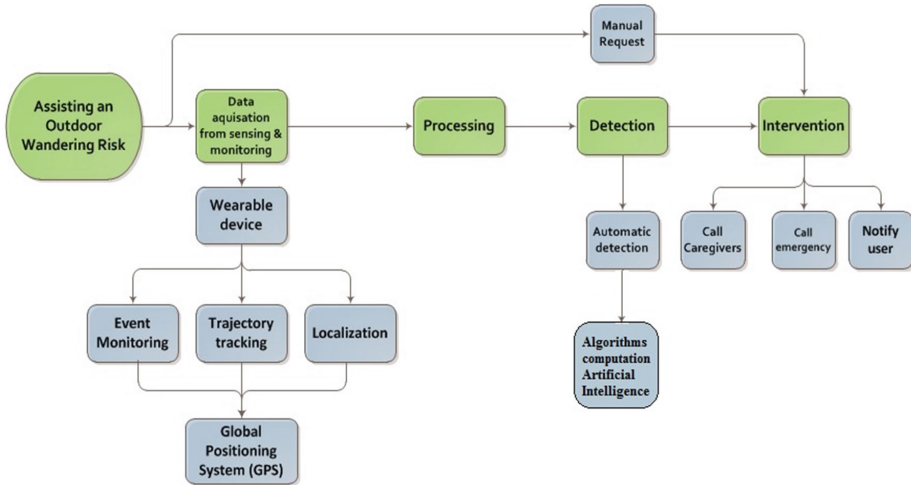 Manual
Request
Assisting an
Outdoor
Wandering Risk
Data
aquisation
from sensing &
monitoring
Processing
Detection
Intervention
Wearable
device
Automatic
detection
Call
Caregivers
Call
emergency
Notify
user
Event
Monitoring
Trajectory
tracking
Localization
Algorithms
computation
Artificial
Intelligence
Global
Positioning
System (GPS)